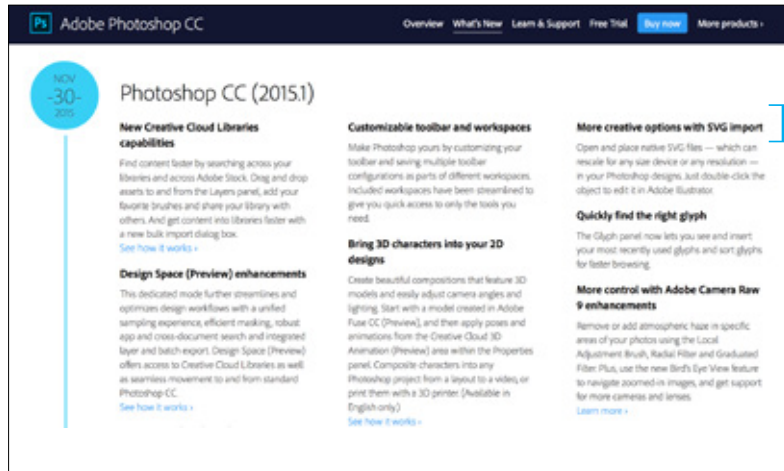 Ps Adobe Photoshop CC
Overview What's New Learn & Support Free Trial Buy now More products ›
NOV
-30-
2015
Photoshop CC (2015.1)
New Creative Cloud Libraries
capabilities
Find content faster by searching across your
libraries and across Adobe Stock. Drag and drop
assets to and from the Layers panel, add your
favorite brushes and share your library with
others. And get content into libraries faster with
a new bulk import dialog box.
See how it works ›
Design Space (Preview) enhancements
This dedicated mode further streamlines and
optimizes design workflows with a unified
sampling experience, efficient masking, robust
app and cross-document search and integrated
layer and batch export. Design Space (Preview)
offers access to Creative Cloud Libraries as well
as seamless movement to and from standard
Photoshop CC.
See how it works ›
Customizable toolbar and workspaces
Make Photoshop yours by customizing your
toolbar and saving multiple toolbar
configurations as parts of different workspaces.
Included workspaces have been streamlined to
give you quick access to only the tools you
need.
Bring 3D characters into your 2D
designs
Create beautiful compositions that feature 3D
models and easily adjust camera angles and
lighting. Start with a model created in Adobe
Fuse CC (Preview), and then apply poses and
animations from the Creative Cloud 3D
Animation (Preview) area within the Properties
panel. Composite characters into any
Photoshop project from a layout to a video, or
print them with a 3D printer. (Available in
English only.)
See how it works ›
More creative options with SVG import
Open and place native SVG files — which can
rescale for any size device or any resolution —
in your Photoshop designs. Just double-click the
object to edit it in Adobe Illustrator.
Quickly find the right glyph
The Glyph panel now lets you see and insert
your most recently used glyphs and sort glyphs
for faster browsing.
More control with Adobe Camera Raw
9 enhancements
Remove or add atmospheric haze in specific
areas of your photos using the Local
Adjustment Brush, Radial Filter and Graduated
Filter. Plus, use the new Bird's Eye View feature
to navigate zoomed-in images, and get support
for more cameras and lenses.
Learn more ›